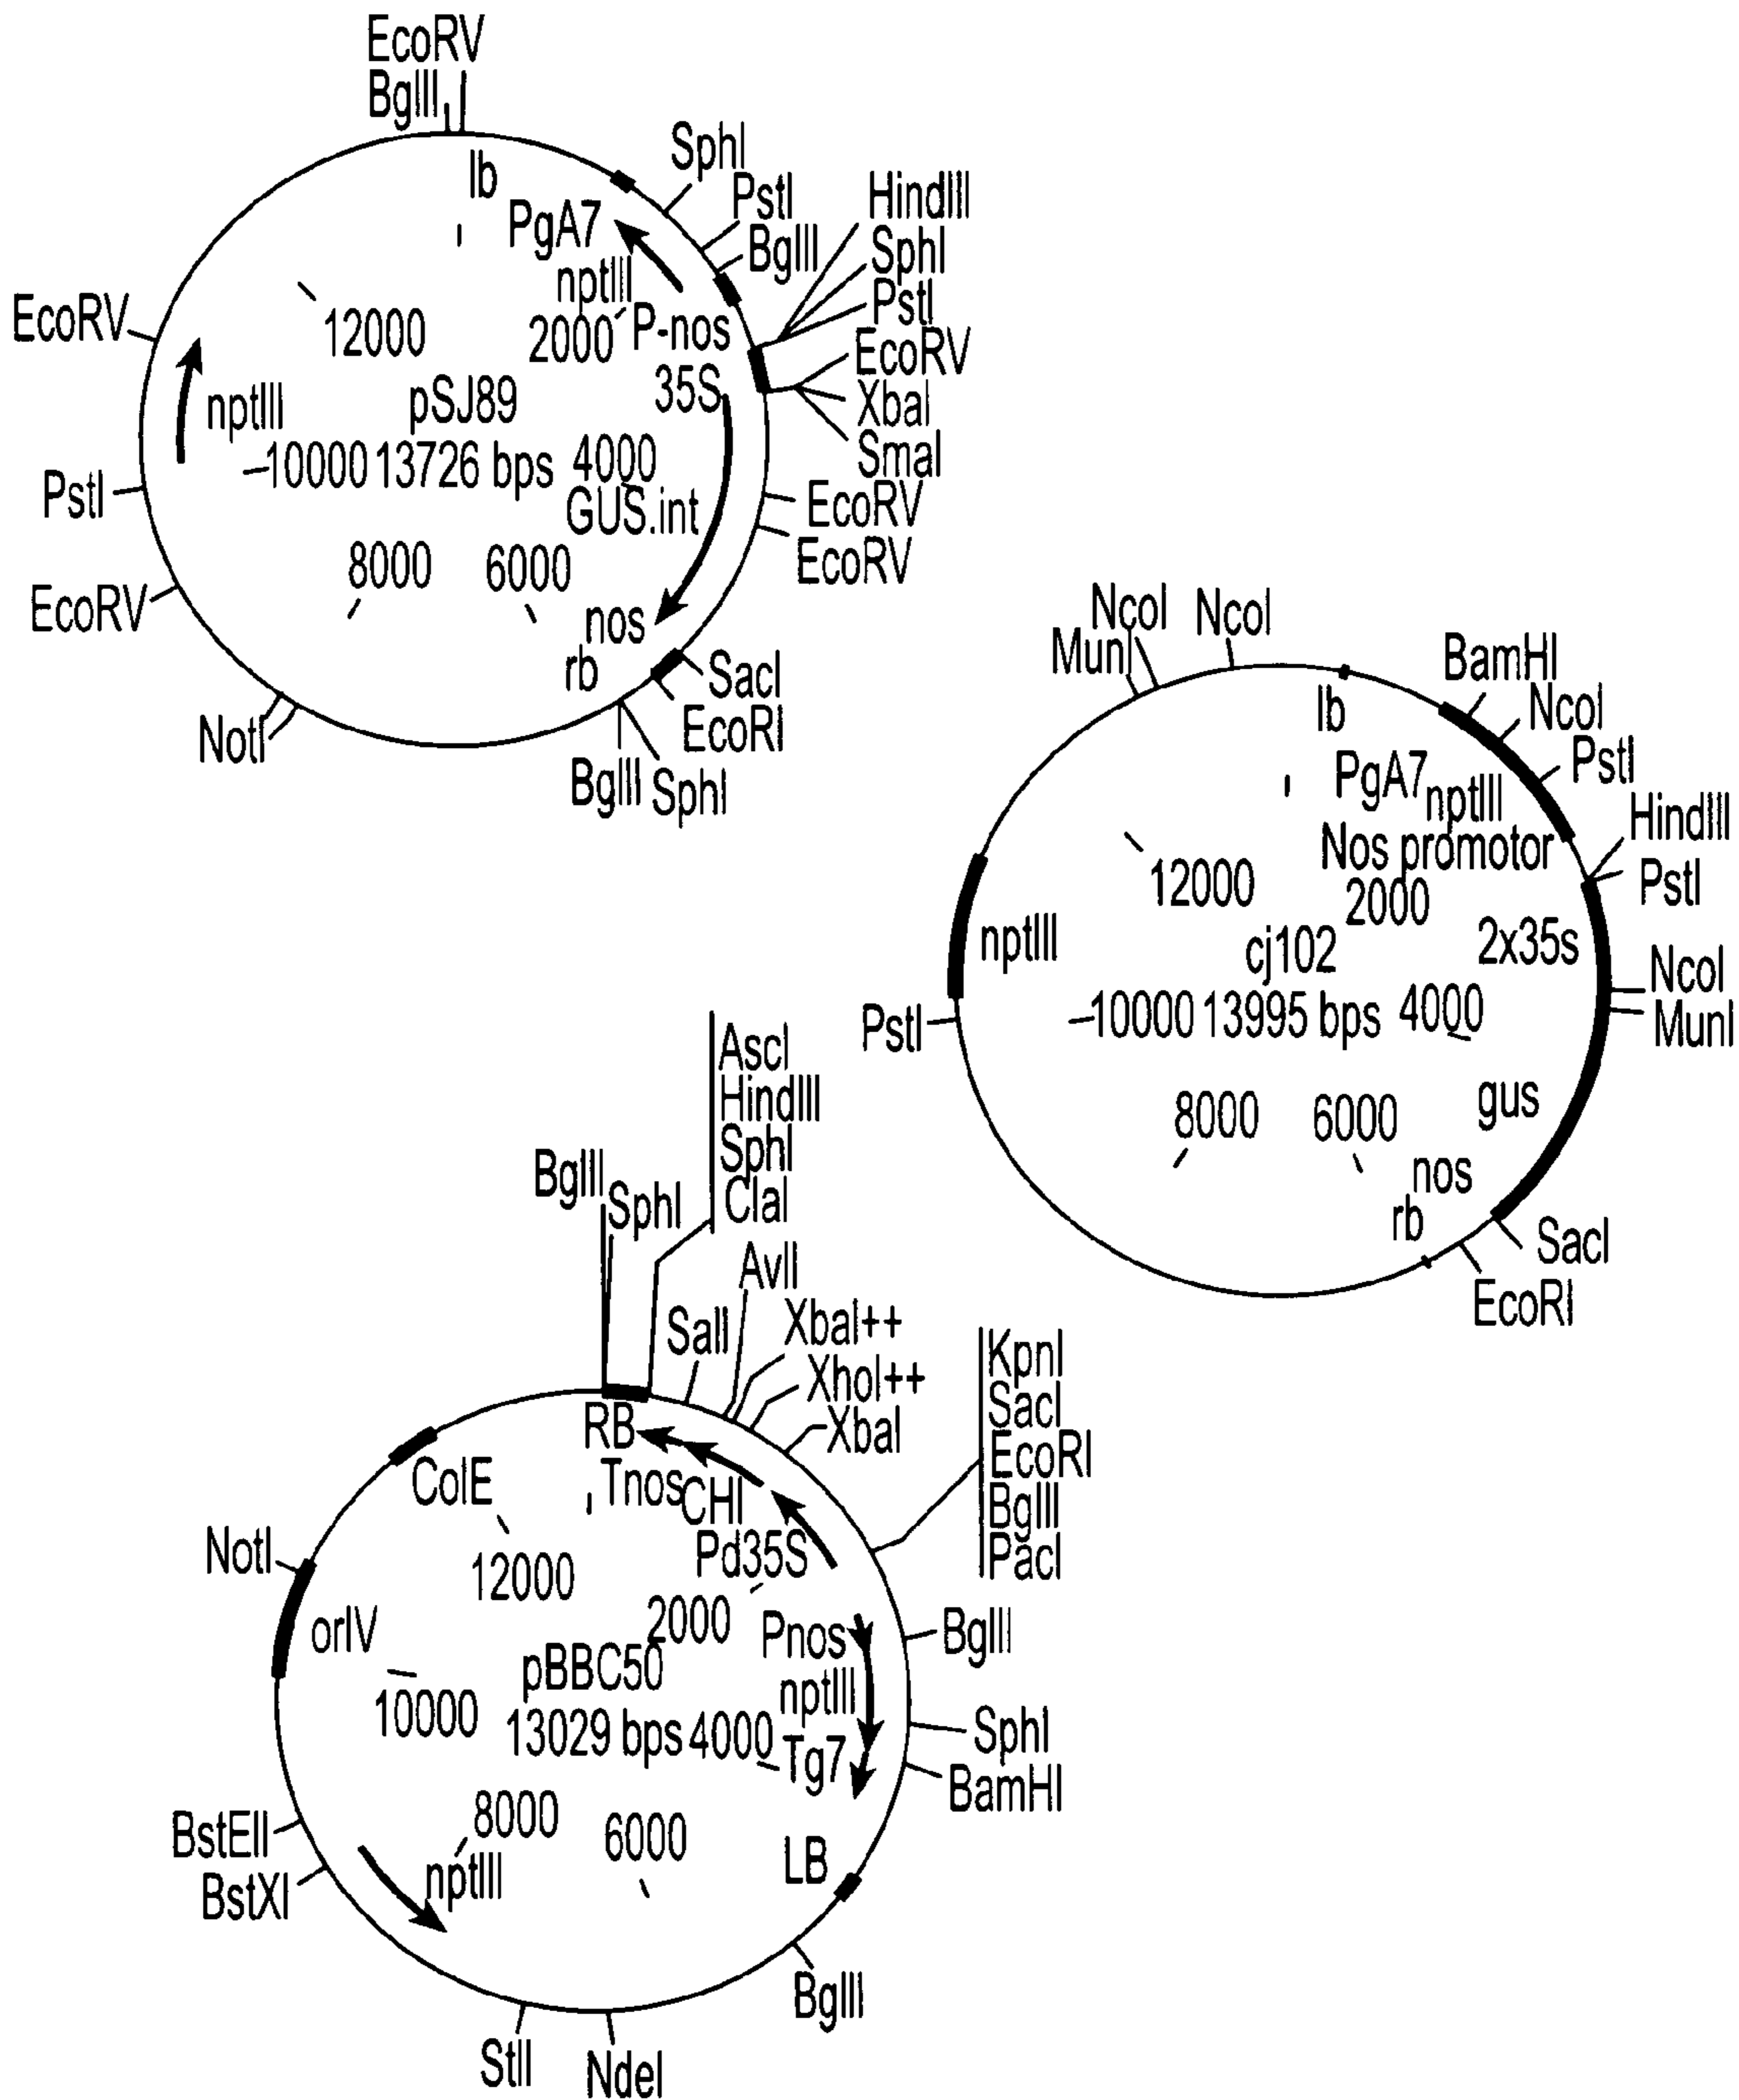 EcoRV
BglII
lb
SphI
PstI
BglII
HindIII
SphI
PstI
EcoRV
XbaI
SmaI
PgA7
nptIII
P-nos
2000
12000
EcoRV
nptIII
pSJ89
35S
10000 13726 bps 4000
GUS.int
EcoRV
EcoRV
PstI
EcoRV
8000
6000
nos
rb
SacI
EcoRI
NotI
BglII
SphI
NcoI
NcoI
MunI
BamHI
NcoI
PstI
HindIII
PstI
lb
PgA7
nptIII
Nos promotor
12000
2000
nptIII
cj102
2x35s
NcoI
MunI
PstI
10000 13995 bps 4000
8000
6000
gus
nos
rb
SacI
EcoRI
AscI
HindIII
SphI
ClaI
BglII
SphI
SalI
AvlI
XbaI++
XhoI++
XbaI
KpnI
SacI
EcoRI
BglII
PacI
RB
Tnos
CHI
Pd35S
ColE
NotI
12000
2000
orIV
Pnos
BglII
pBBC50
nptIII
10000
13029 bps 4000
Tg7
SphI
BamHI
BstEII
BstXI
8000
6000
nptIII
LB
BglII
StlI
NdeI